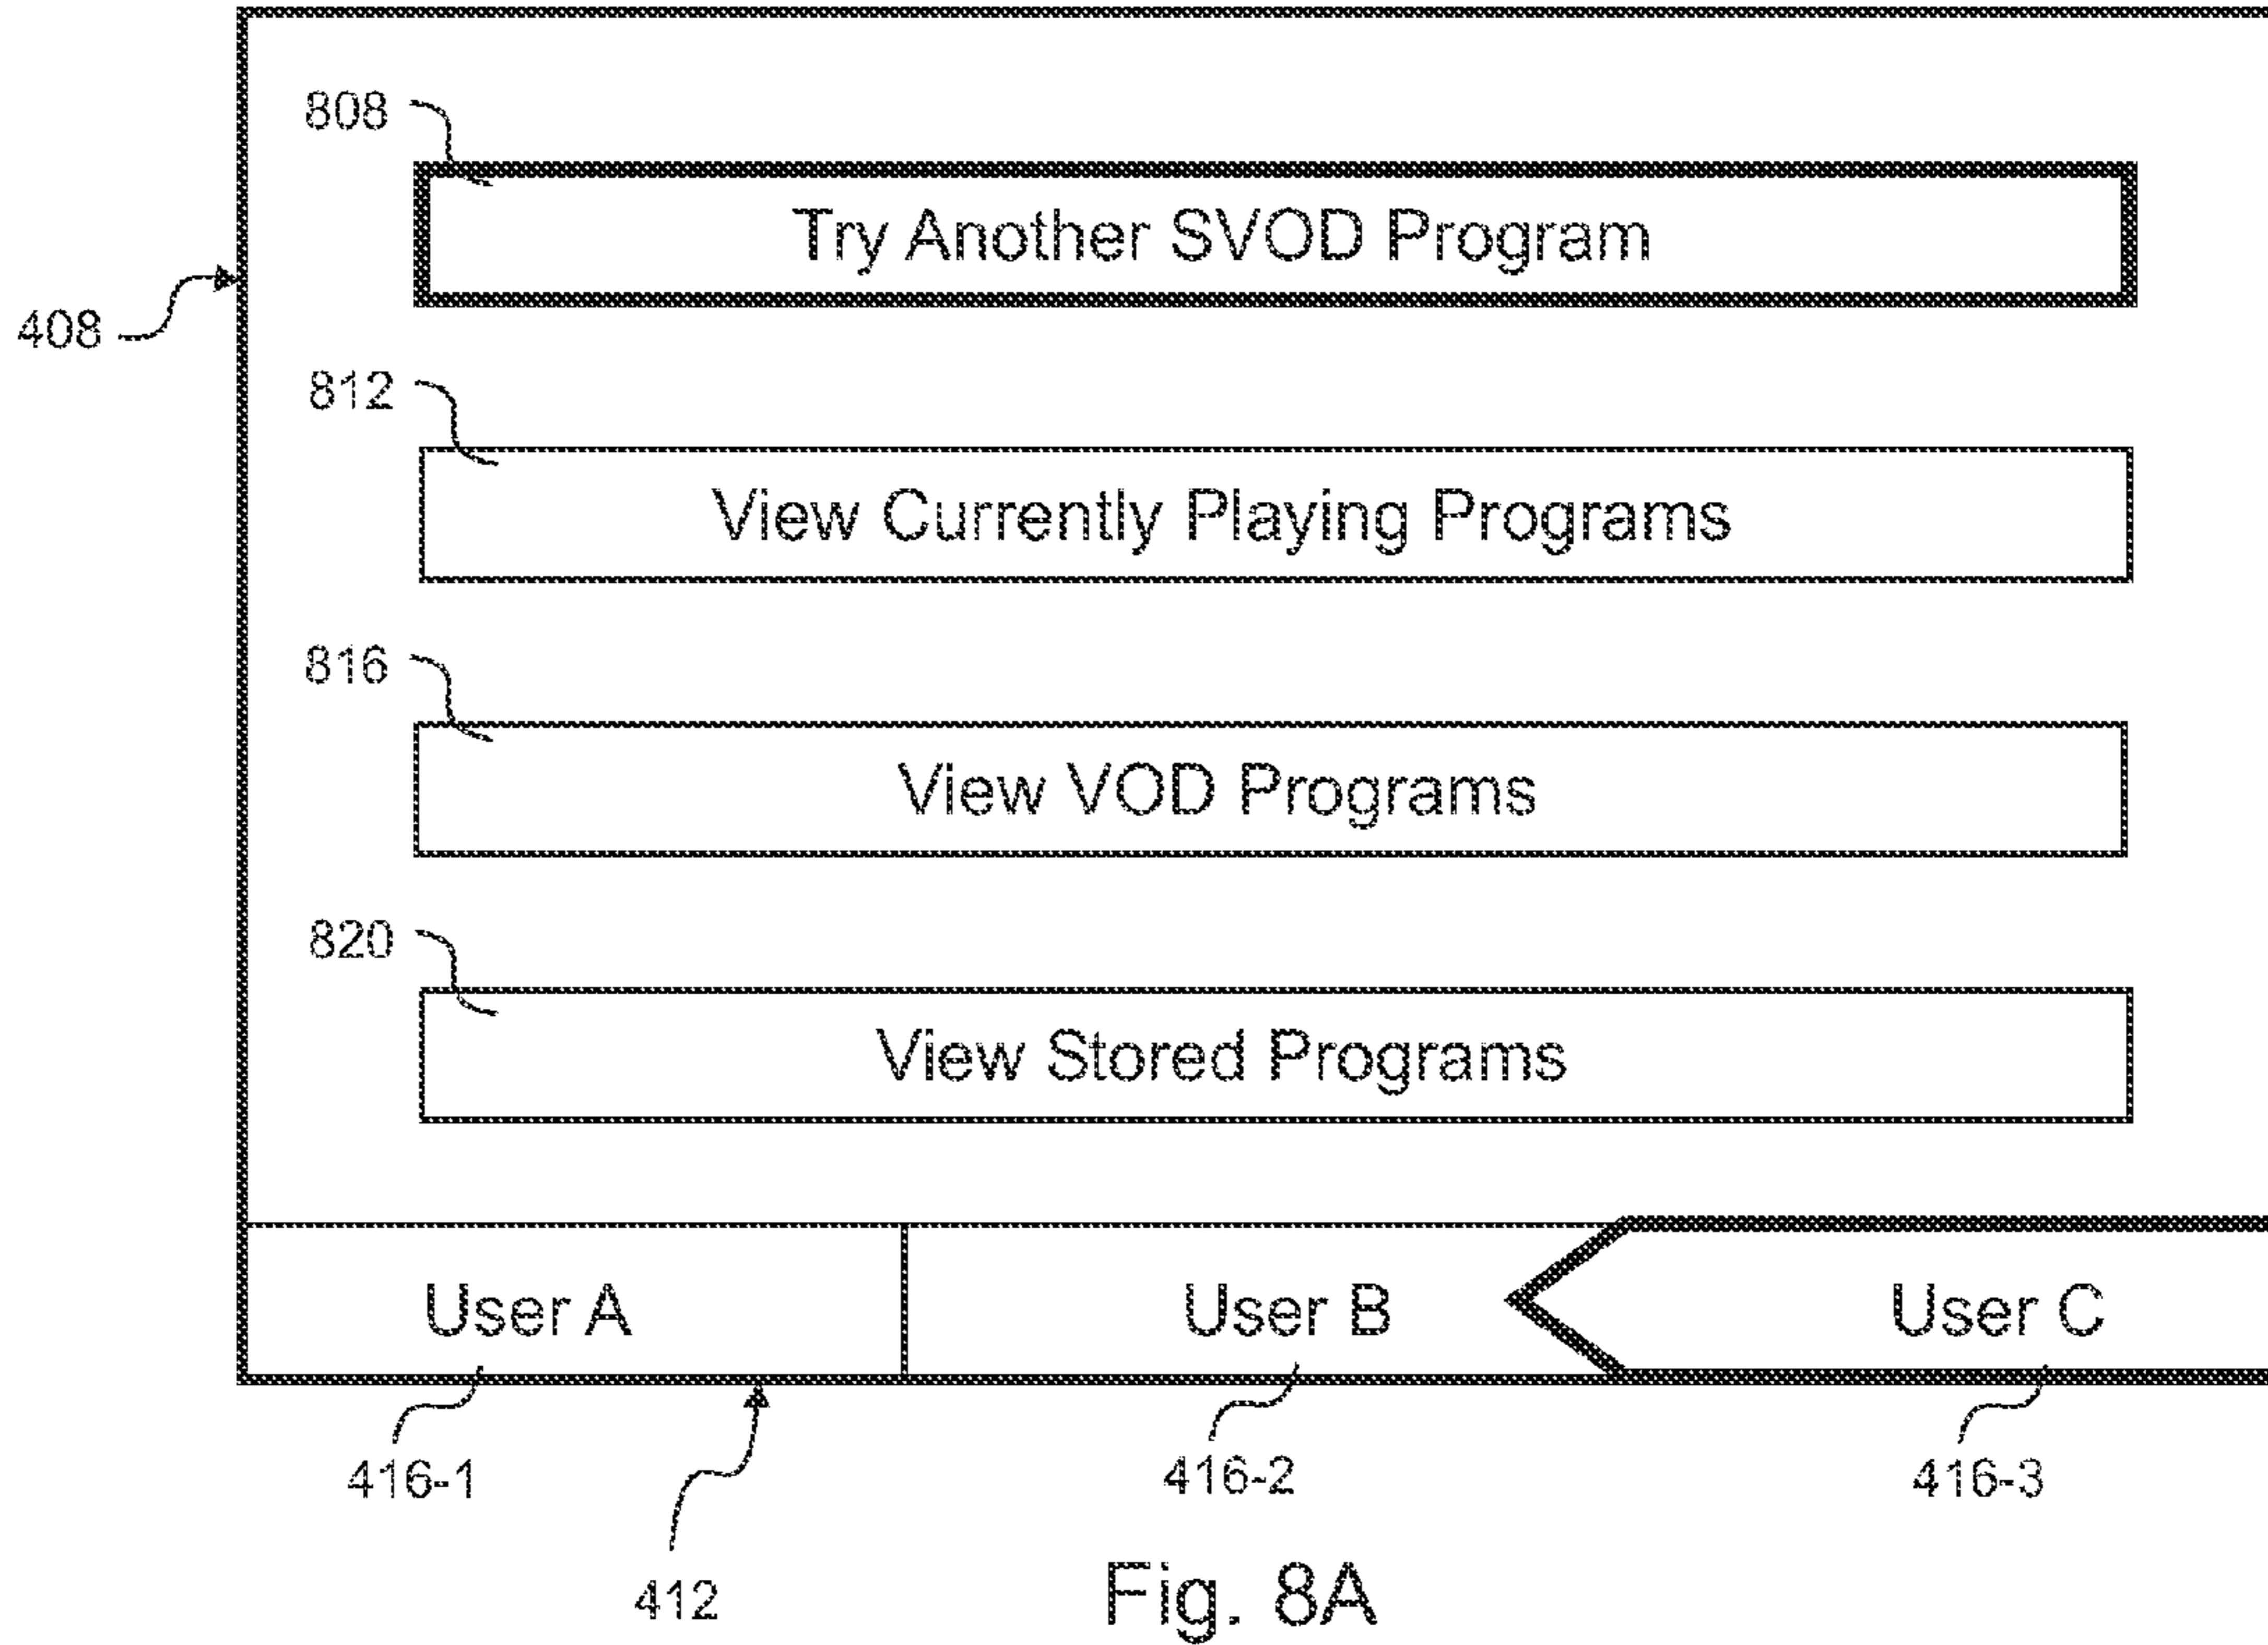 808
Try Another SVOD Program
408
812
View Currently Playing Programs
816
View VOD Programs
820
View Stored Programs
User A User B User C
416-1 416-2 416-3
412
Fig. 8A